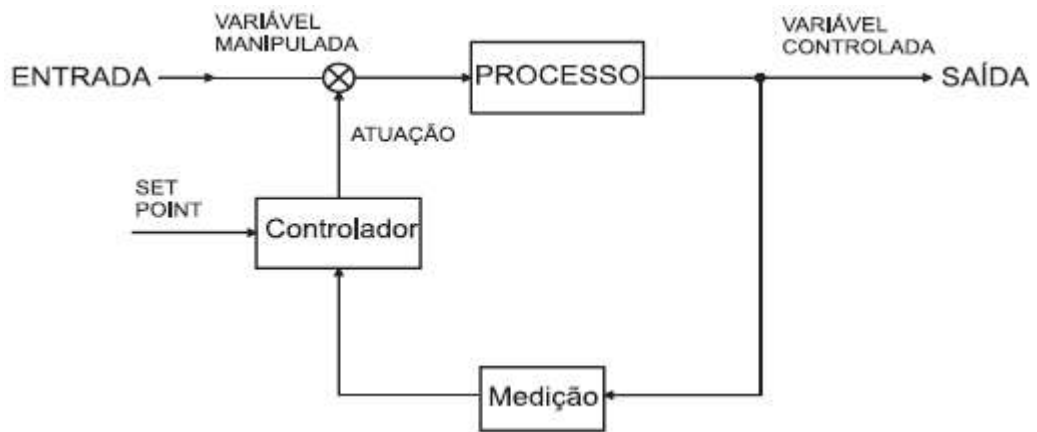 VARIÁVEL
MANIPULADA
VARIÁVEL
CONTROLADA
ENTRADA
PROCESSO
SAÍDA
ATUAÇÃO
SET
POINT
Controlador
Medição